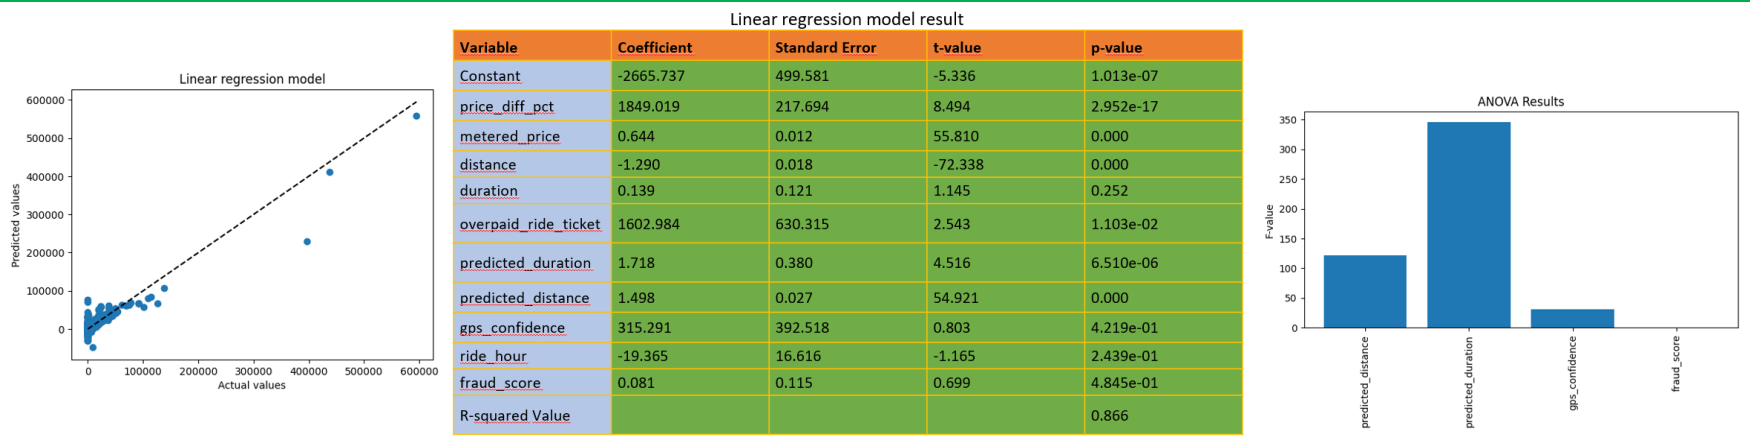 Linear regression model result
Linear regression model
600000
500000
400000
300000
200000
100000
0
Predicted values
0 100000 200000 300000 400000 500000 600000
Actual values
Variable Coefficient Standard Error t-value p-value
Constant -2665.737 499.581 -5.336 1.013e-07
price_diff_pct 1849.019 217.694 8.494 2.952e-17
metered_price 0.644 0.012 55.810 0.000
distance -1.290 0.018 -72.338 0.000
duration 0.139 0.121 1.145 0.252
overpaid_ride_ticket 1602.984 630.315 2.543 1.103e-02
predicted_duration 1.718 0.380 4.516 6.510e-06
predicted_distance 1.498 0.027 54.921 0.000
gps_confidence 315.291 392.518 0.803 4.219e-01
ride_hour -19.365 16.616 -1.165 2.439e-01
fraud_score 0.081 0.115 0.699 4.845e-01
R-squared Value 0.866
ANOVA Results
350
300
250
200
150
100
50
0
F-value
predicted_distance
predicted_duration
gps_confidence
fraud_score